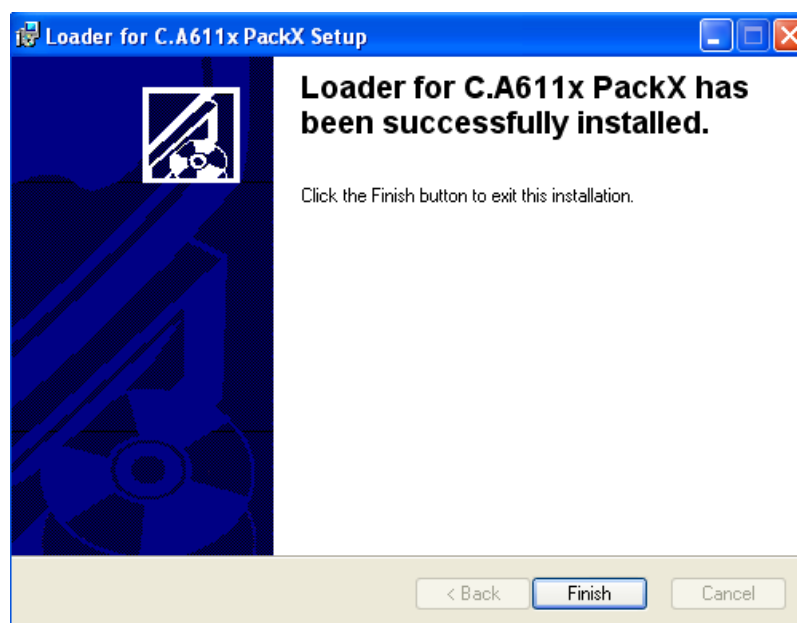 Loader for C.A611x PackX Setup
Loader for C.A611x PackX has
been successfully installed.
Click the Finish button to exit this installation.
< Back
Finish
Cancel